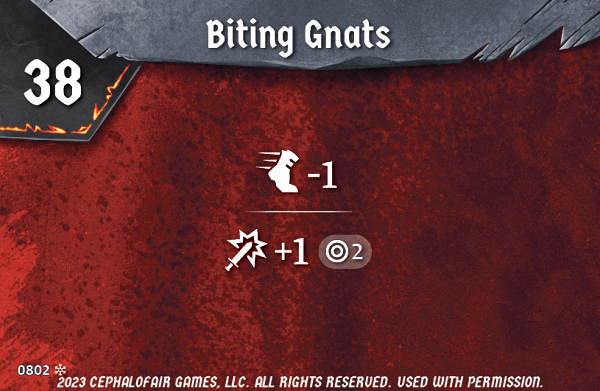 Biting Gnats
38
-1
+1 2
0802
2023 CEPHALOFAIR GAMES, LLC. ALL RIGHTS RESERVED. USED WITH PERMISSION.